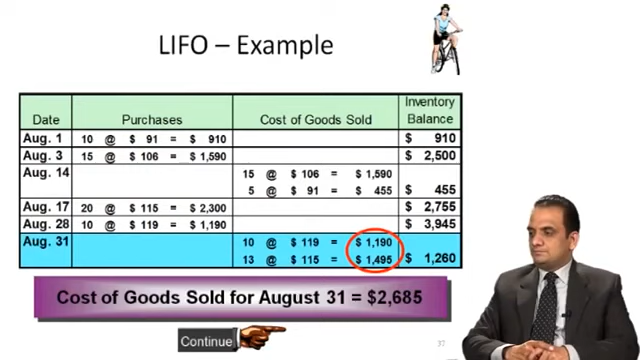 LIFO – Example
Date Purchases Cost of Goods Sold Inventory Balance
Aug. 1 10 @ $ 91 = $ 910 $ 910
Aug. 3 15 @ $ 106 = $ 1,590 $ 2,500
Aug. 14 15 @ $ 106 = $ 1,590
5 @ $ 91 = $ 455 $ 455
Aug. 17 20 @ $ 115 = $ 2,300 $ 2,755
Aug. 28 10 @ $ 119 = $ 1,190 $ 3,945
Aug. 31 10 @ $ 119 = $ 1,190
13 @ $ 115 = $ 1,495 $ 1,260
Cost of Goods Sold for August 31 = $2,685
Continue
37